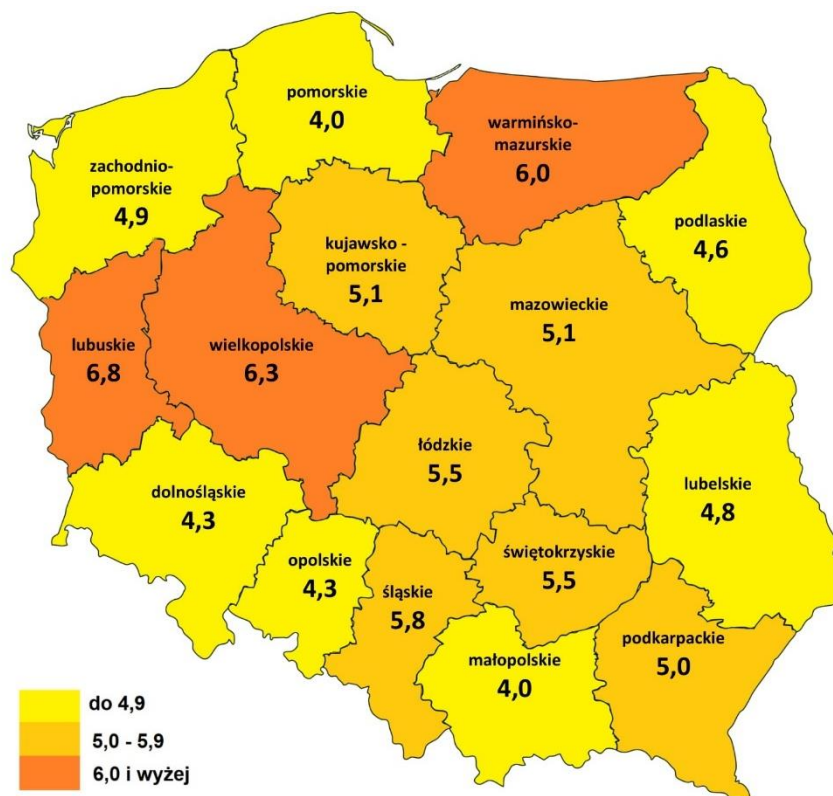 pomorskie
4,0
warmińsko-
mazurskie
6,0
zachodnio-
pomorskie
4,9
podlaskie
4,6
kujawsko -
pomorskie
5,1
mazowieckie
5,1
lubuskie
6,8
wielkopolskie
6,3
łódzkie
5,5
lubelskie
4,8
dolnośląskie
4,3
opolskie
4,3
śląskie
5,8
świętokrzyskie
5,5
małopolskie
4,0
podkarpackie
5,0
do 4,9
5,0 - 5,9
6,0 i wyżej